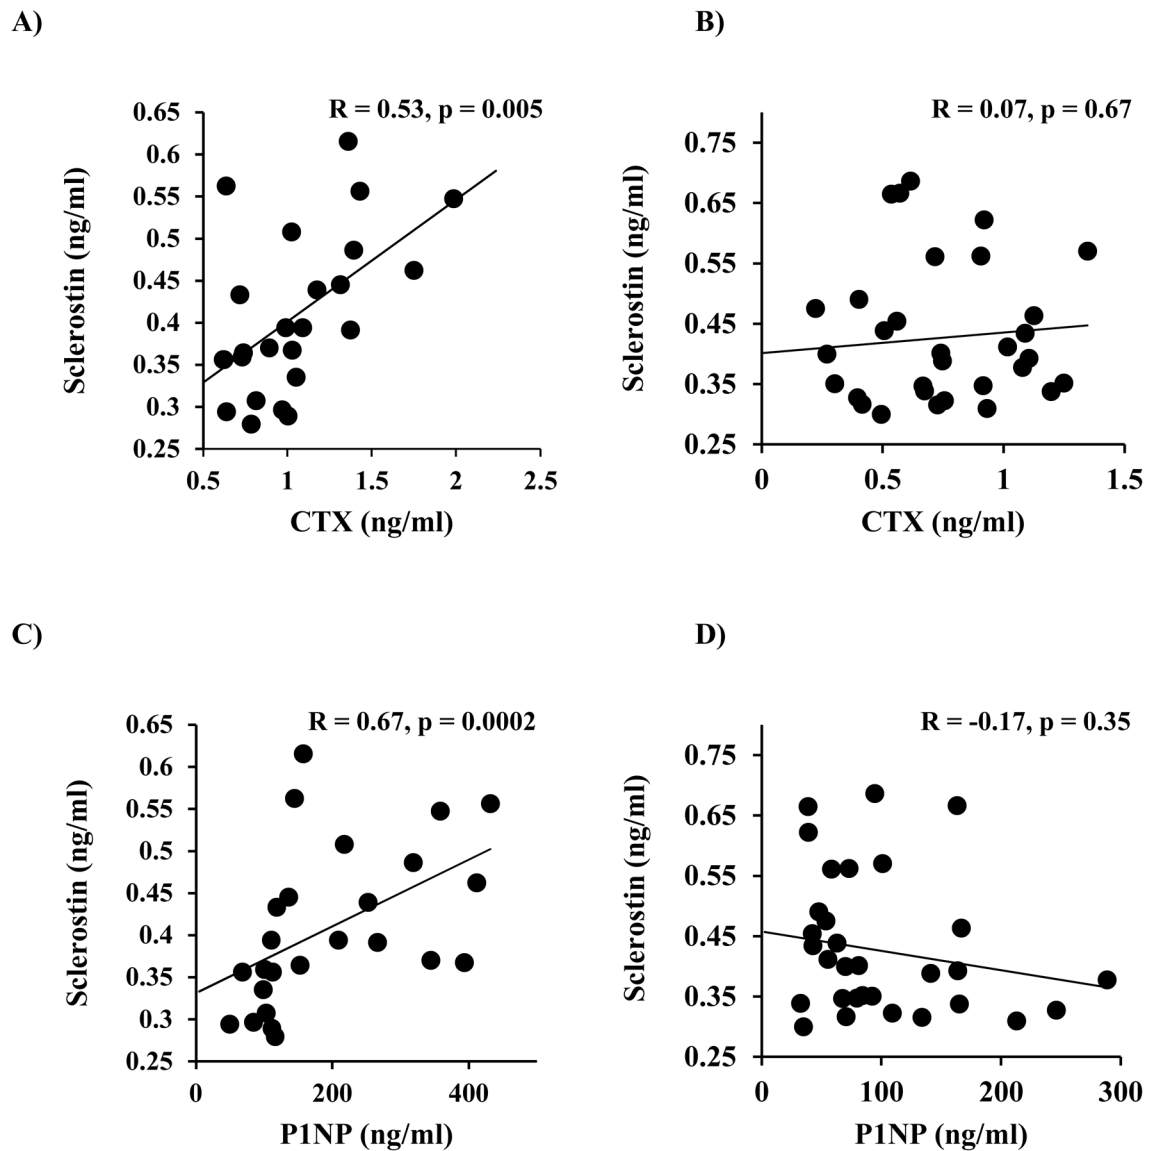 A)
R = 0.53, p = 0.005
Sclerostin (ng/ml)
0.65
0.6
0.55
0.5
0.45
0.4
0.35
0.3
0.25
0.5 1 1.5 2 2.5
CTX (ng/ml)
B)
R = 0.07, p = 0.67
Sclerostin (ng/ml)
0.75
0.65
0.55
0.45
0.35
0.25
0 0.5 1 1.5
CTX (ng/ml)
C)
R = 0.67, p = 0.0002
Sclerostin (ng/ml)
0.65
0.6
0.55
0.5
0.45
0.4
0.35
0.3
0.25
0 200 400
P1NP (ng/ml)
D)
R = -0.17, p = 0.35
Sclerostin (ng/ml)
0.75
0.65
0.55
0.45
0.35
0.25
0 100 200 300
P1NP (ng/ml)